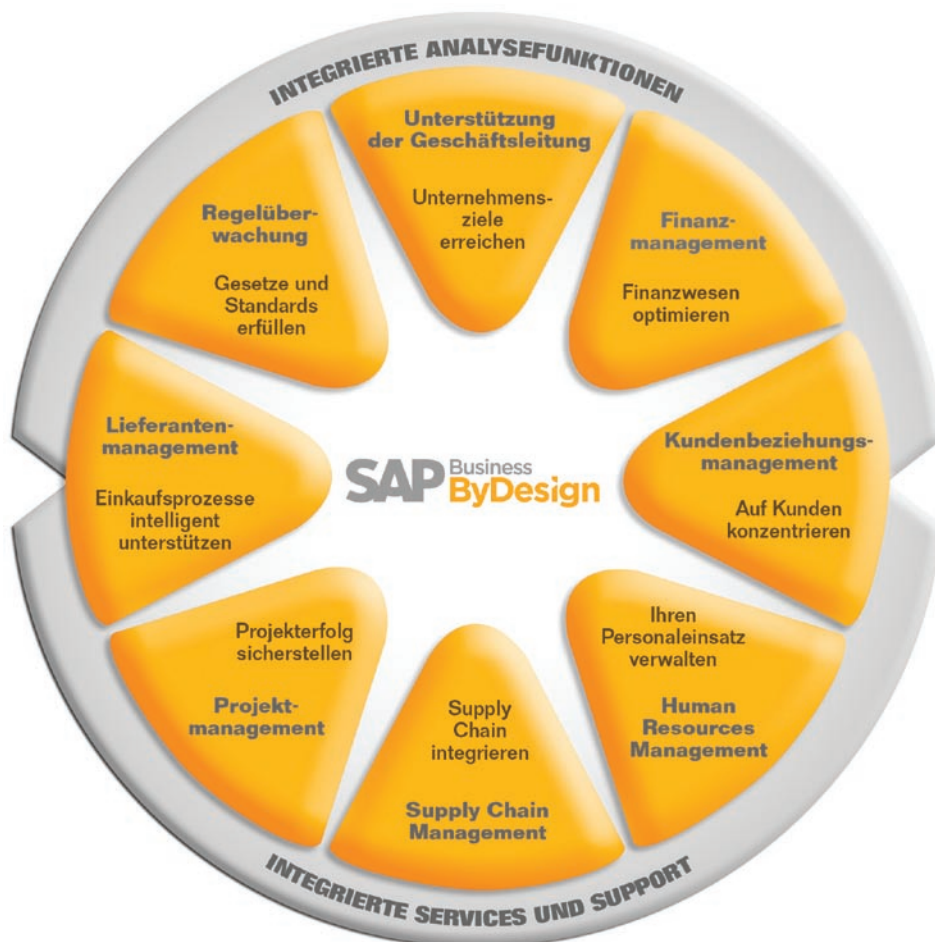 INTEGRIERTE ANALYSEFUNKTIONEN
Unterstützung
der Geschäftsleitung
Unternehmens-
ziele
erreichen
Finanz-
management
Finanzwesen
optimieren
Kundenbeziehungs-
management
Auf Kunden
konzentrieren
Ihren
Personaleinsatz
verwalten
Human
Resources
Management
Supply
Chain
integrieren
Supply Chain
Management
Projekterfolg
sicherstellen
Projekt-
management
Lieferanten-
management
Einkaufsprozesse
intelligent
unterstützen
Regelüber-
wachung
Gesetze und
Standards
erfüllen
SAP Business
ByDesign
INTEGRIERTE SERVICES UND SUPPORT